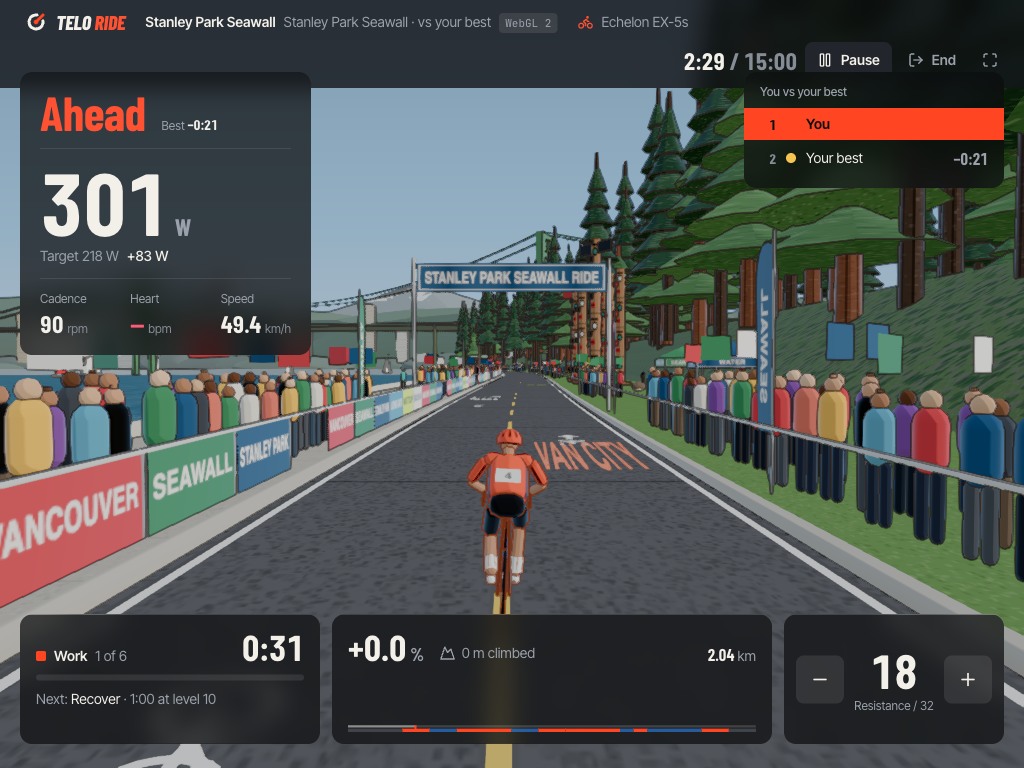 TELO RIDE Stanley Park Seawall Stanley Park Seawall · vs your best WebGL 2 Echelon EX-5s
2:29 / 15:00 Pause End
Ahead Best –0:21
301 W
Target 218 W +83 W
Cadence Heart Speed
90 rpm – bpm 49.4 km/h
You vs your best
1 You
2 Your best –0:21
STANLEY PARK SEAWALL RIDE
SEAWALL
VANCOUVER
SEAWALL
STANLEY PARK
VANCOUVER
4
VAN CITY
Work 1 of 6 0:31
Next: Recover · 1:00 at level 10
+0.0 % 0 m climbed 2.04 km
– 18 +
Resistance / 32